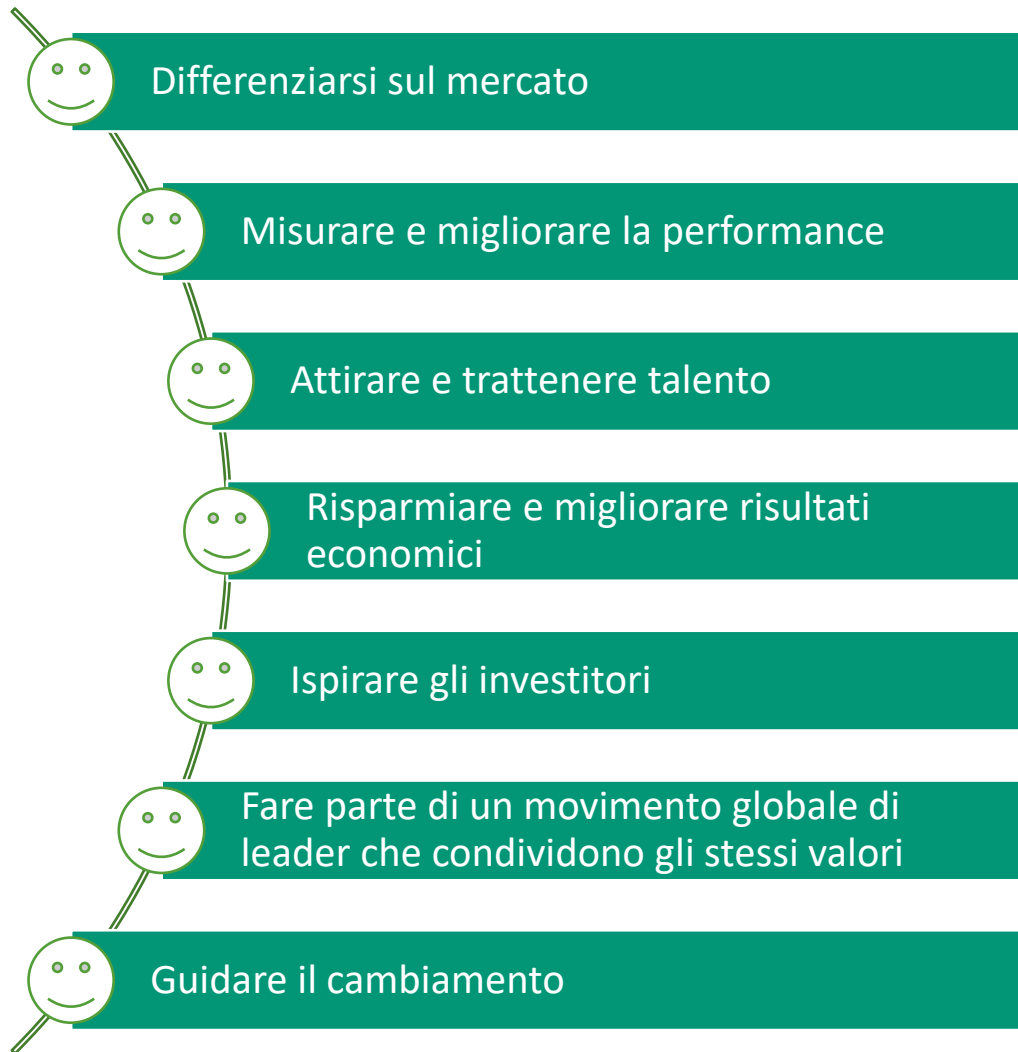 Differenziarsi sul mercato
Misurare e migliorare la performance
Attirare e trattenere talento
Risparmiare e migliorare risultati
economici
Ispirare gli investitori
Fare parte di un movimento globale di
leader che condividono gli stessi valori
Guidare il cambiamento